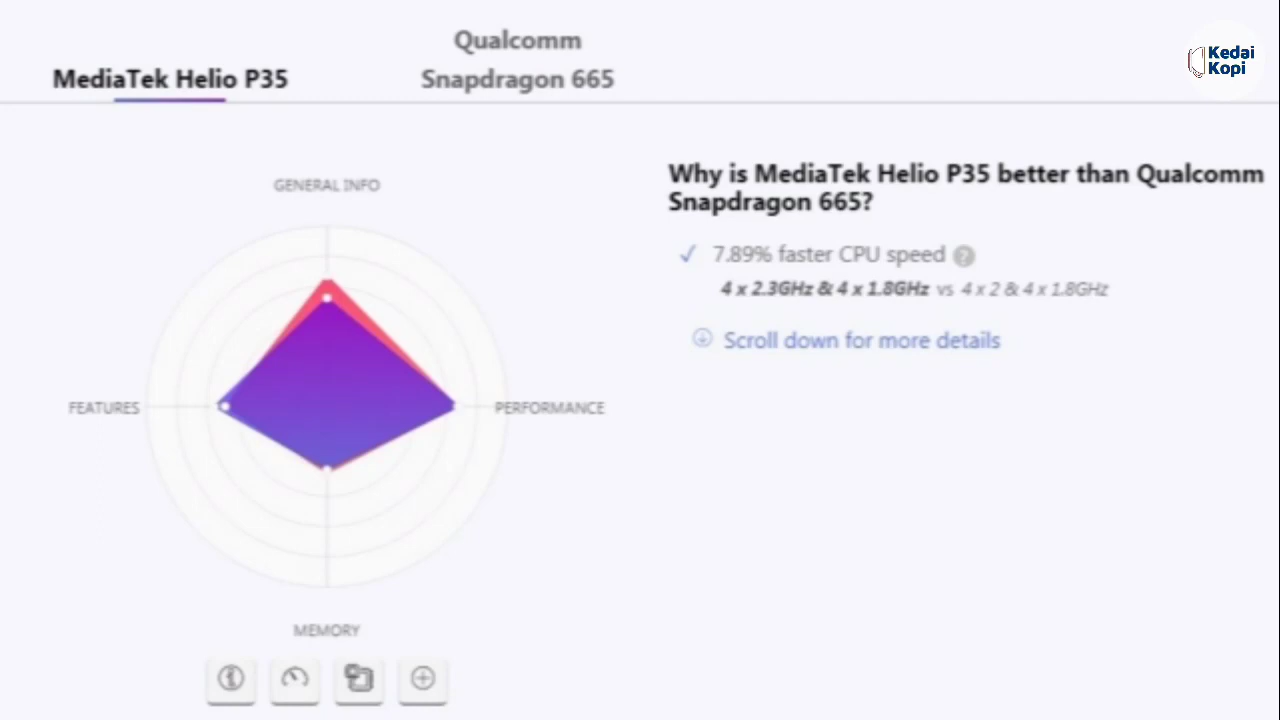 Qualcomm
MediaTek Helio P35
Snapdragon 665
Kedai
Kopi
GENERAL INFO
FEATURES
PERFORMANCE
MEMORY
Why is MediaTek Helio P35 better than Qualcomm
Snapdragon 665?
✓ 7.89% faster CPU speed ?
4 x 2.3GHz & 4 x 1.8GHz vs 4 x 2 & 4 x 1.8GHz
Scroll down for more details